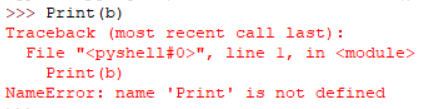 >>> Print(b)
Traceback (most recent call last):
  File "<pyshell#0>", line 1, in <module>
    Print(b)
NameError: name 'Print' is not defined